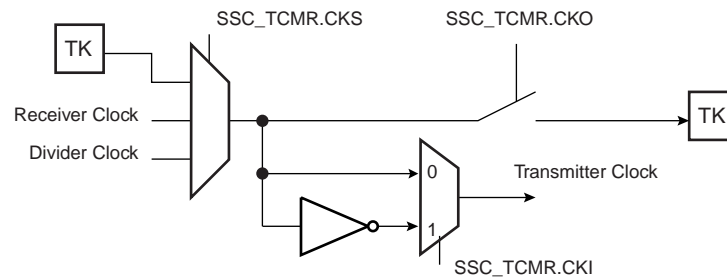 SSC_TCMR.CKS
SSC_TCMR.CKO
TK
Receiver Clock
TK
Divider Clock
0
Transmitter Clock
1
SSC_TCMR.CKI